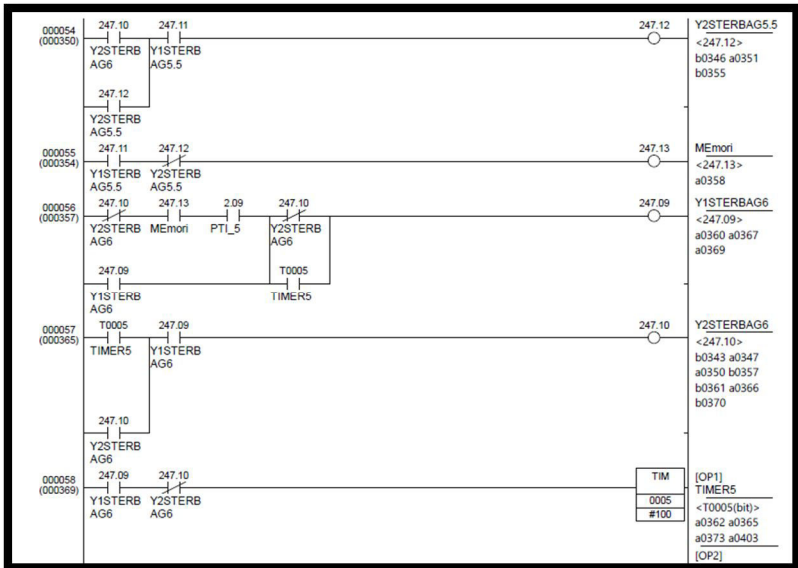 000054
(000350)
247.10 247.11 247.12
Y2STERB Y1STERB
AG6 AG5.5
247.12
Y2STERB
AG5.5
Y2STERBAG5.5
<247.12>
b0346 a0351
b0355
000055
(000354)
247.11 247.12 247.13
Y1STERB Y2STERB
AG5.5 AG5.5
MEmori
<247.13>
a0358
000056
(000357)
247.10 247.13 2.09 247.10 247.09
Y2STERB MEmori PTI_5 Y2STERB
AG6 AG6
247.09 T0005
Y1STERB TIMER5
AG6
Y1STERBAG6
<247.09>
a0360 a0367
a0369
000057
(000365)
T0005 247.09 247.10
TIMER5 Y1STERB
AG6
247.10
Y2STERB
AG6
Y2STERBAG6
<247.10>
b0343 a0347
a0350 b0357
b0361 a0366
b0370
000058
(000369)
247.09 247.10
Y1STERB Y2STERB
AG6 AG6
TIM
0005
#100
[OP1]
TIMER5
<T0005(bit)>
a0362 a0365
a0373 a0403
[OP2]